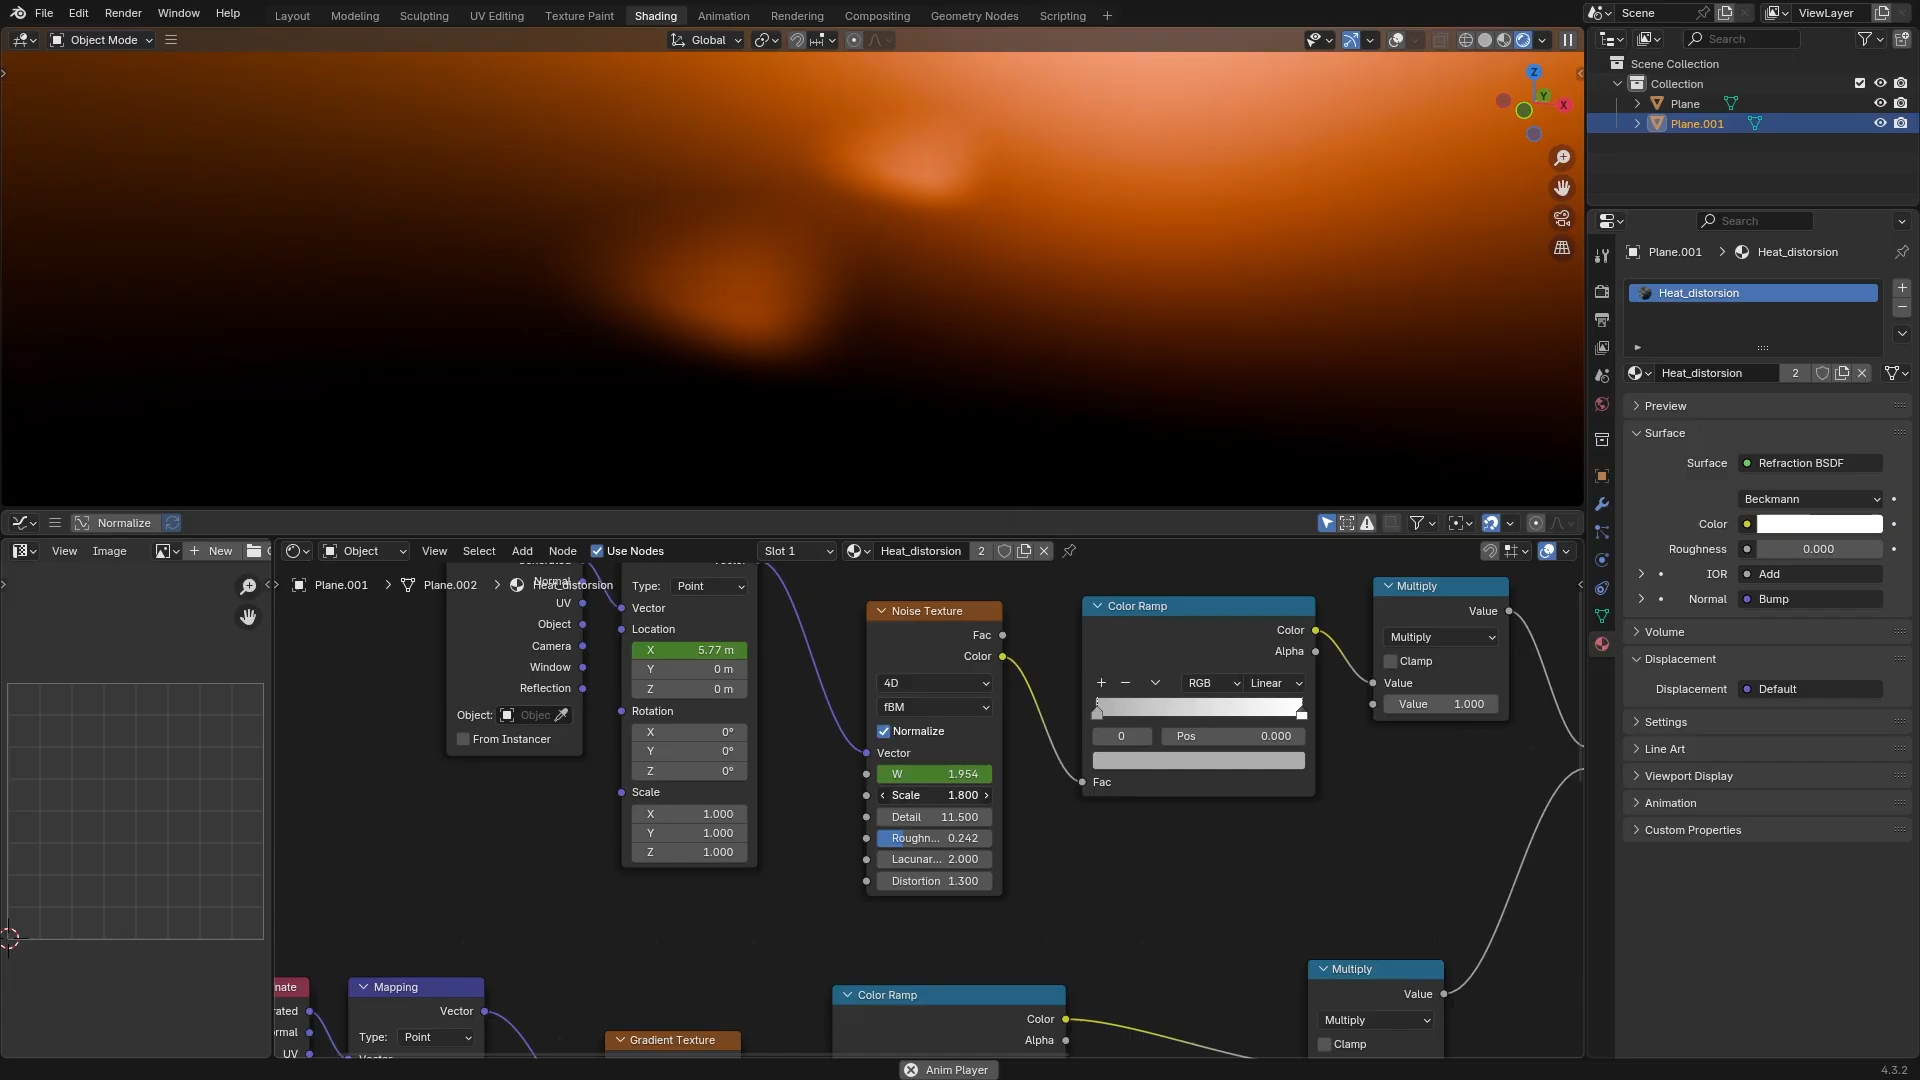 File Edit Render Window Help Layout Modeling Sculpting UV Editing Texture Paint Shading Animation Rendering Compositing Geometry Nodes Scripting + Scene ViewLayer
Object Mode Global Search
Z
Y
X
Scene Collection
Collection
Plane
Plane.001
Search
Plane.001 > Heat_distorsion
Heat_distorsion
Heat_distorsion 2
Preview
Surface
Surface Refraction BSDF
Beckmann
Color
Roughness 0.000
IOR Add
Normal Bump
Volume
Displacement
Displacement Default
Settings
Line Art
Viewport Display
Animation
Custom Properties
Normalize
View Image + New
Object View Select Add Node Use Nodes Slot 1 Heat_distorsion 2
Plane.001 > Plane.002 > Heat_distorsion
Normal
UV
Object
Camera
Window
Reflection
Object: Objec
From Instancer
Type: Point
Vector
Location
X 5.77 m
Y 0 m
Z 0 m
Rotation
X 0°
Y 0°
Z 0°
Scale
X 1.000
Y 1.000
Z 1.000
Noise Texture
Fac
Color
4D
fBM
Normalize
Vector
W 1.954
Scale 1.800
Detail 11.500
Roughn... 0.242
Lacunar... 2.000
Distortion 1.300
Color Ramp
Color
Alpha
+ − RGB Linear
0 Pos 0.000
Fac
Multiply
Value
Multiply
Clamp
Value
Value 1.000
nate
rated
ormal
UV
Mapping
Vector
Type: Point
Gradient Texture
Color Ramp
Color
Alpha
Multiply
Value
Multiply
Clamp
Anim Player
4.3.2